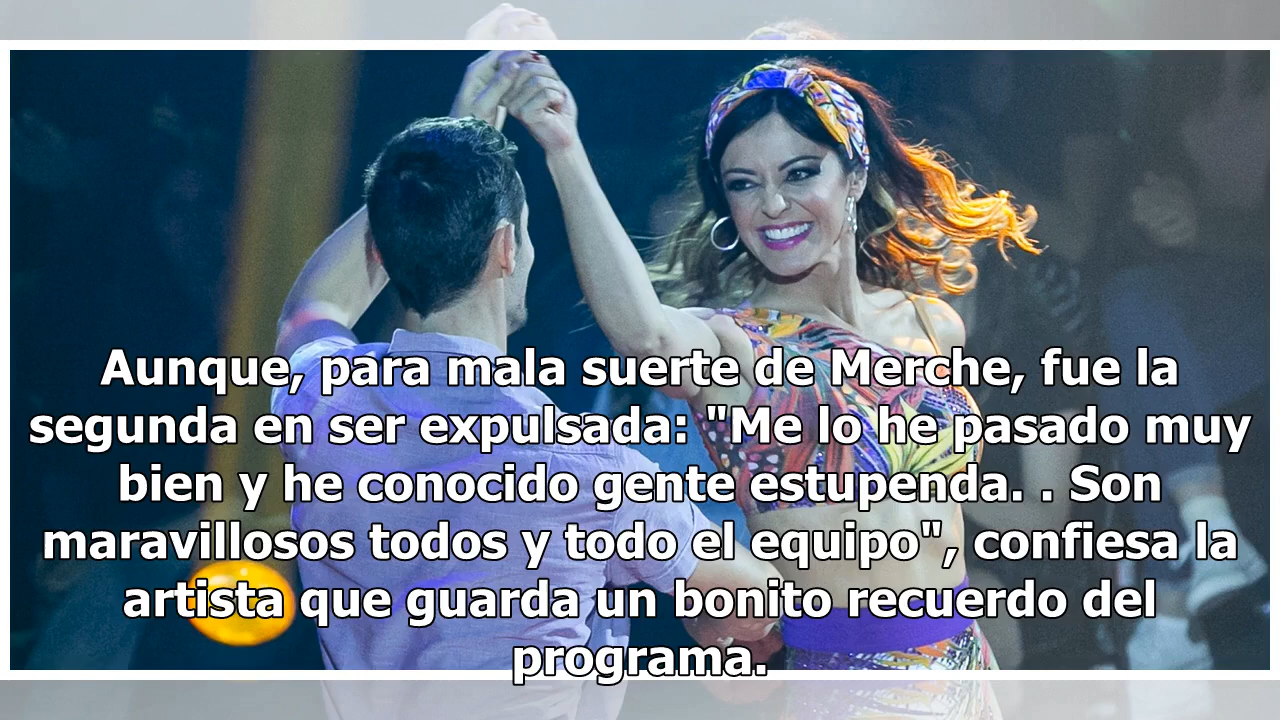 Aunque, para mala suerte de Merche, fue la
segunda en ser expulsada: "Me lo he pasado muy
bien y he conocido gente estupenda. . Son
maravillosos todos y todo el equipo", confiesa la
artista que guarda un bonito recuerdo del
programa.